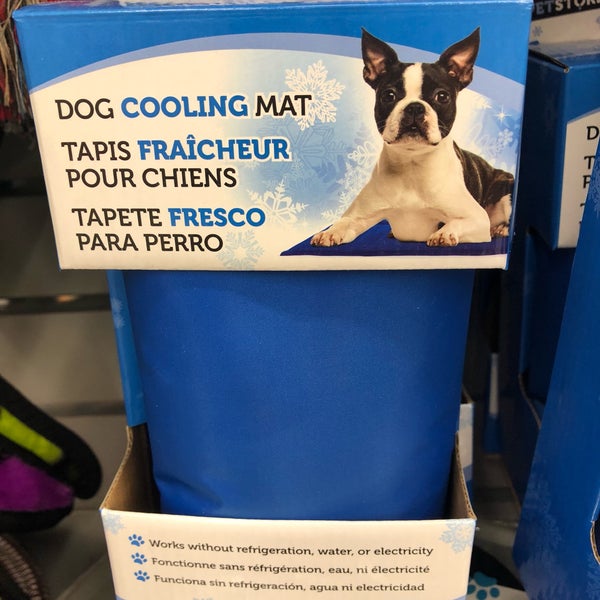 PETSTORE
DOG COOLING MAT
TAPIS FRAÎCHEUR
POUR CHIENS
TAPETE FRESCO
PARA PERRO
Works without refrigeration, water, or electricity
Fonctionne sans réfrigération, eau, ni électricité
Funciona sin refrigeración, agua ni electricidad